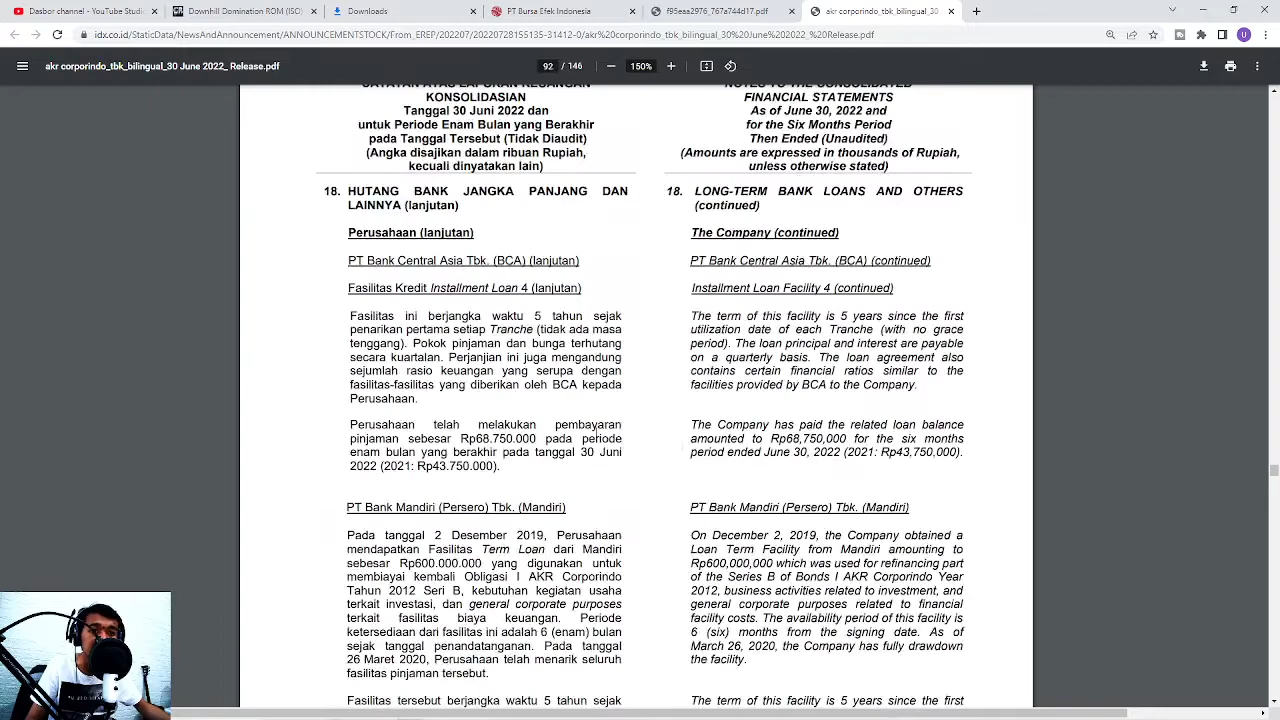 Dasbor channel - YouTube Studio
Downhill Domination ROM (ISO)
Downloads
PT Bursa Efek Indonesia
f95eaa2976_767a44d17.pdf
akr corporindo_tbk_bilingual_30
idx.co.id/StaticData/NewsAndAnnouncement/ANNOUNCEMENTSTOCK/From_EREP/202207/20220728155135-31412-0/akr%20corporindo_tbk_bilingual_30%20June%202022_%20Release.pdf
U
akr corporindo_tbk_bilingual_30 June 2022_ Release.pdf
92 / 146
150%
CATATAN ATAS LAPORAN KEUANGAN
KONSOLIDASIAN
Tanggal 30 Juni 2022 dan
untuk Periode Enam Bulan yang Berakhir
pada Tanggal Tersebut (Tidak Diaudit)
(Angka disajikan dalam ribuan Rupiah,
kecuali dinyatakan lain)
NOTES TO THE CONSOLIDATED
FINANCIAL STATEMENTS
As of June 30, 2022 and
for the Six Months Period
Then Ended (Unaudited)
(Amounts are expressed in thousands of Rupiah,
unless otherwise stated)
18. HUTANG BANK JANGKA PANJANG DAN
LAINNYA (lanjutan)
Perusahaan (lanjutan)
PT Bank Central Asia Tbk. (BCA) (lanjutan)
Fasilitas Kredit Installment Loan 4 (lanjutan)
Fasilitas ini berjangka waktu 5 tahun sejak
penarikan pertama setiap Tranche (tidak ada masa
tenggang). Pokok pinjaman dan bunga terhutang
secara kuartalan. Perjanjian ini juga mengandung
sejumlah rasio keuangan yang serupa dengan
fasilitas-fasilitas yang diberikan oleh BCA kepada
Perusahaan.
Perusahaan telah melakukan pembayaran
pinjaman sebesar Rp68.750.000 pada periode
enam bulan yang berakhir pada tanggal 30 Juni
2022 (2021: Rp43.750.000).
PT Bank Mandiri (Persero) Tbk. (Mandiri)
Pada tanggal 2 Desember 2019, Perusahaan
mendapatkan Fasilitas Term Loan dari Mandiri
sebesar Rp600.000.000 yang digunakan untuk
membiayai kembali Obligasi I AKR Corporindo
Tahun 2012 Seri B, kebutuhan kegiatan usaha
terkait investasi, dan general corporate purposes
terkait fasilitas biaya keuangan. Periode
ketersediaan dari fasilitas ini adalah 6 (enam) bulan
sejak tanggal penandatanganan. Pada tanggal
26 Maret 2020, Perusahaan telah menarik seluruh
fasilitas pinjaman tersebut.
Fasilitas tersebut berjangka waktu 5 tahun sejak
18. LONG-TERM BANK LOANS AND OTHERS
(continued)
The Company (continued)
PT Bank Central Asia Tbk. (BCA) (continued)
Installment Loan Facility 4 (continued)
The term of this facility is 5 years since the first
utilization date of each Tranche (with no grace
period). The loan principal and interest are payable
on a quarterly basis. The loan agreement also
contains certain financial ratios similar to the
facilities provided by BCA to the Company.
The Company has paid the related loan balance
amounted to Rp68,750,000 for the six months
period ended June 30, 2022 (2021: Rp43,750,000).
PT Bank Mandiri (Persero) Tbk. (Mandiri)
On December 2, 2019, the Company obtained a
Loan Term Facility from Mandiri amounting to
Rp600,000,000 which was used for refinancing part
of the Series B of Bonds I AKR Corporindo Year
2012, business activities related to investment, and
general corporate purposes related to financial
facility costs. The availability period of this facility is
6 (six) months from the signing date. As of
March 26, 2020, the Company has fully drawdown
the facility.
The term of this facility is 5 years since the first